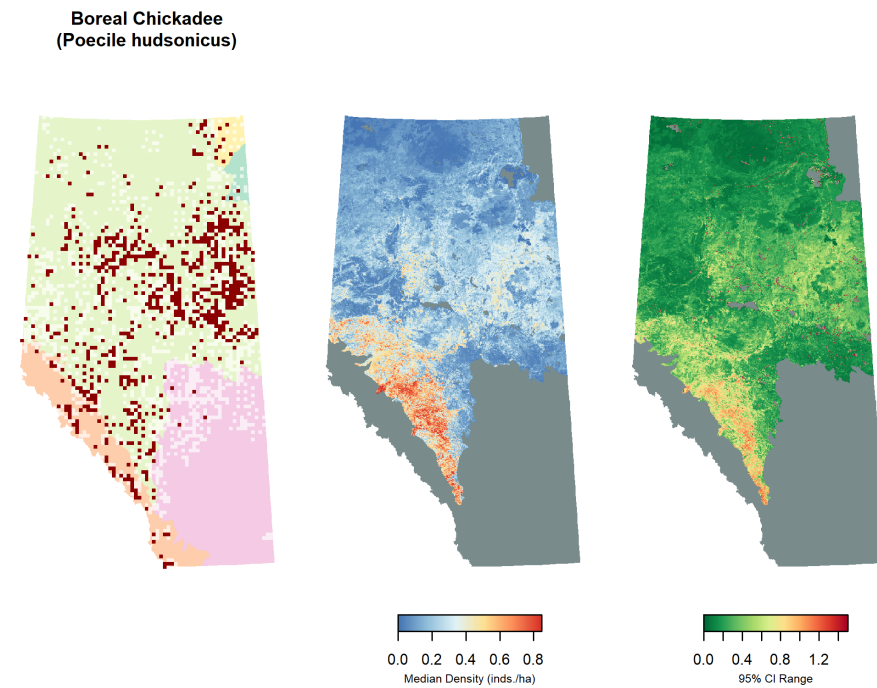 Boreal Chickadee
(Poecile hudsonicus)
0.0 0.2 0.4 0.6 0.8
Median Density (inds./ha)
0.0 0.4 0.8 1.2
95% CI Range